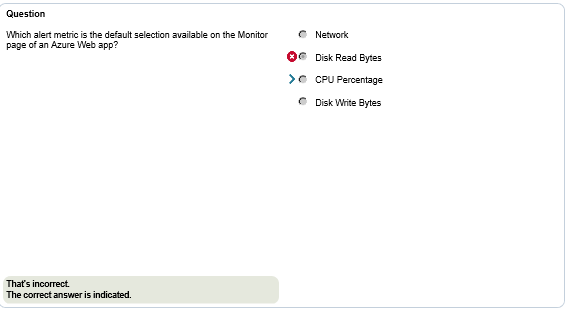 Question
Which alert metric is the default selection available on the Monitor
page of an Azure Web app?
Network
Disk Read Bytes
CPU Percentage
Disk Write Bytes
That's incorrect.
The correct answer is indicated.